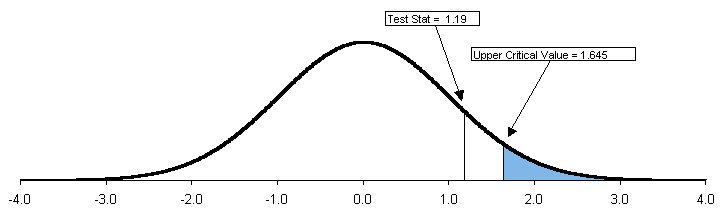 Test Stat = 1.19
Upper Critical Value = 1.645
-4.0 -3.0 -2.0 -1.0 0.0 1.0 2.0 3.0 4.0